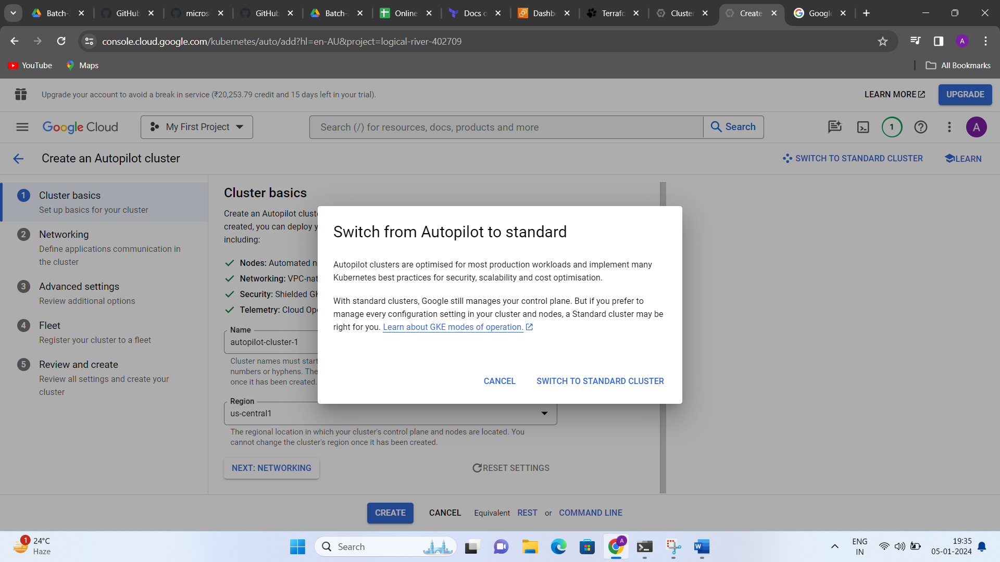 Batch-
GitHub
micros
GitHub
Batch-
Online
Docs o
Dashb
Terrafo
Cluster
Create
Google
console.cloud.google.com/kubernetes/auto/add?hl=en-AU&project=logical-river-402709
A
YouTube
Maps
All Bookmarks
Upgrade your account to avoid a break in service (₹20,253.79 credit and 15 days left in your trial).
LEARN MORE
UPGRADE
Google Cloud
My First Project
Search (/) for resources, docs, products and more
Search
1
A
Create an Autopilot cluster
SWITCH TO STANDARD CLUSTER
LEARN
1 Cluster basics
Set up basics for your cluster
2 Networking
Define applications communication in
the cluster
3 Advanced settings
Review additional options
4 Fleet
Register your cluster to a fleet
5 Review and create
Review all settings and create your
cluster
Cluster basics
Create an Autopilot cluste
created, you can deploy y
including:
Nodes: Automated n
Networking: VPC-nat
Security: Shielded GK
Telemetry: Cloud Ope
Name
autopilot-cluster-1
Cluster names must start
numbers or hyphens. The
once it has been created.
Region
us-central1
The regional location in which your cluster's control plane and nodes are located. You
cannot change the cluster's region once it has been created.
NEXT: NETWORKING
RESET SETTINGS
Switch from Autopilot to standard
Autopilot clusters are optimised for most production workloads and implement many
Kubernetes best practices for security, scalability and cost optimisation.
With standard clusters, Google still manages your control plane. But if you prefer to
manage every configuration setting in your cluster and nodes, a Standard cluster may be
right for you. Learn about GKE modes of operation.
CANCEL
SWITCH TO STANDARD CLUSTER
CREATE
CANCEL
Equivalent REST or COMMAND LINE
1
24°C
Haze
Search
A
ENG
IN
19:35
05-01-2024